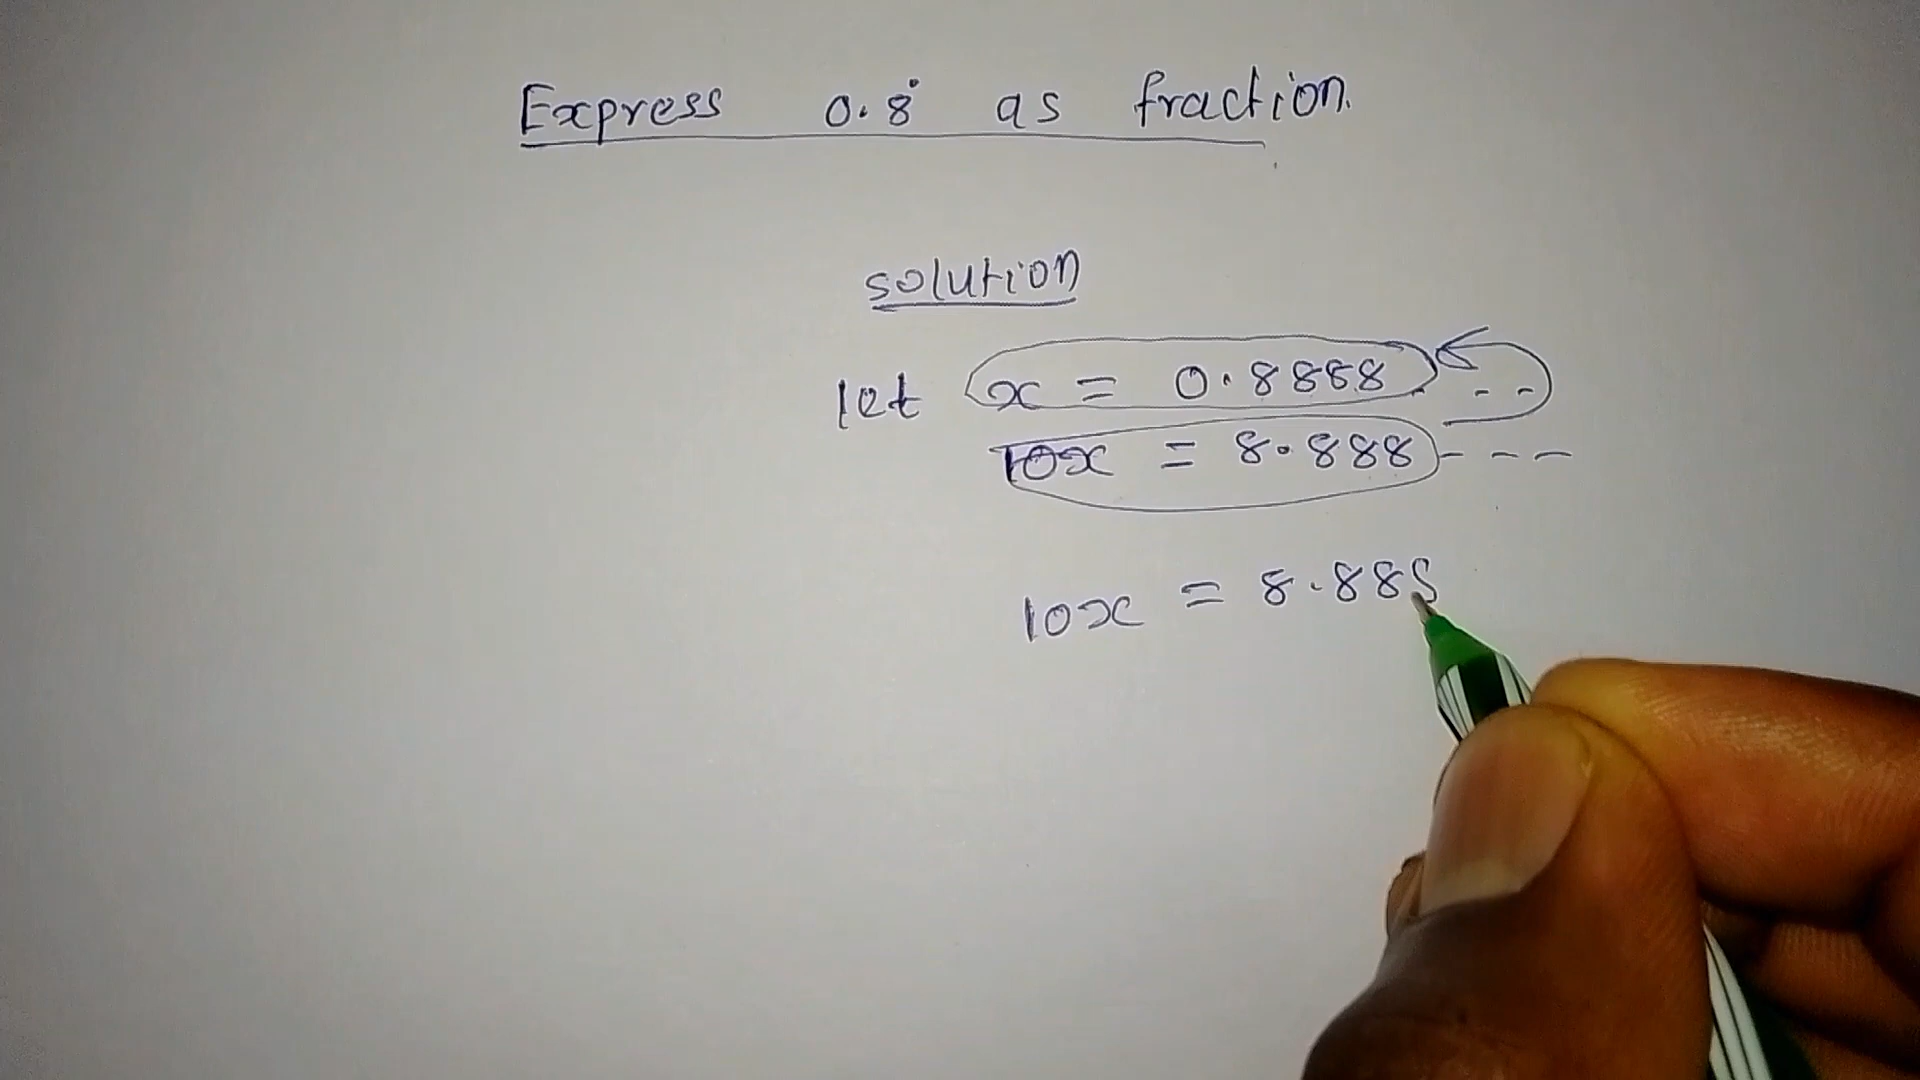 Express 0.8̇ as fraction.
solution
let x = 0.8888 ...
10x = 8.888 - - -
10x = 8.888